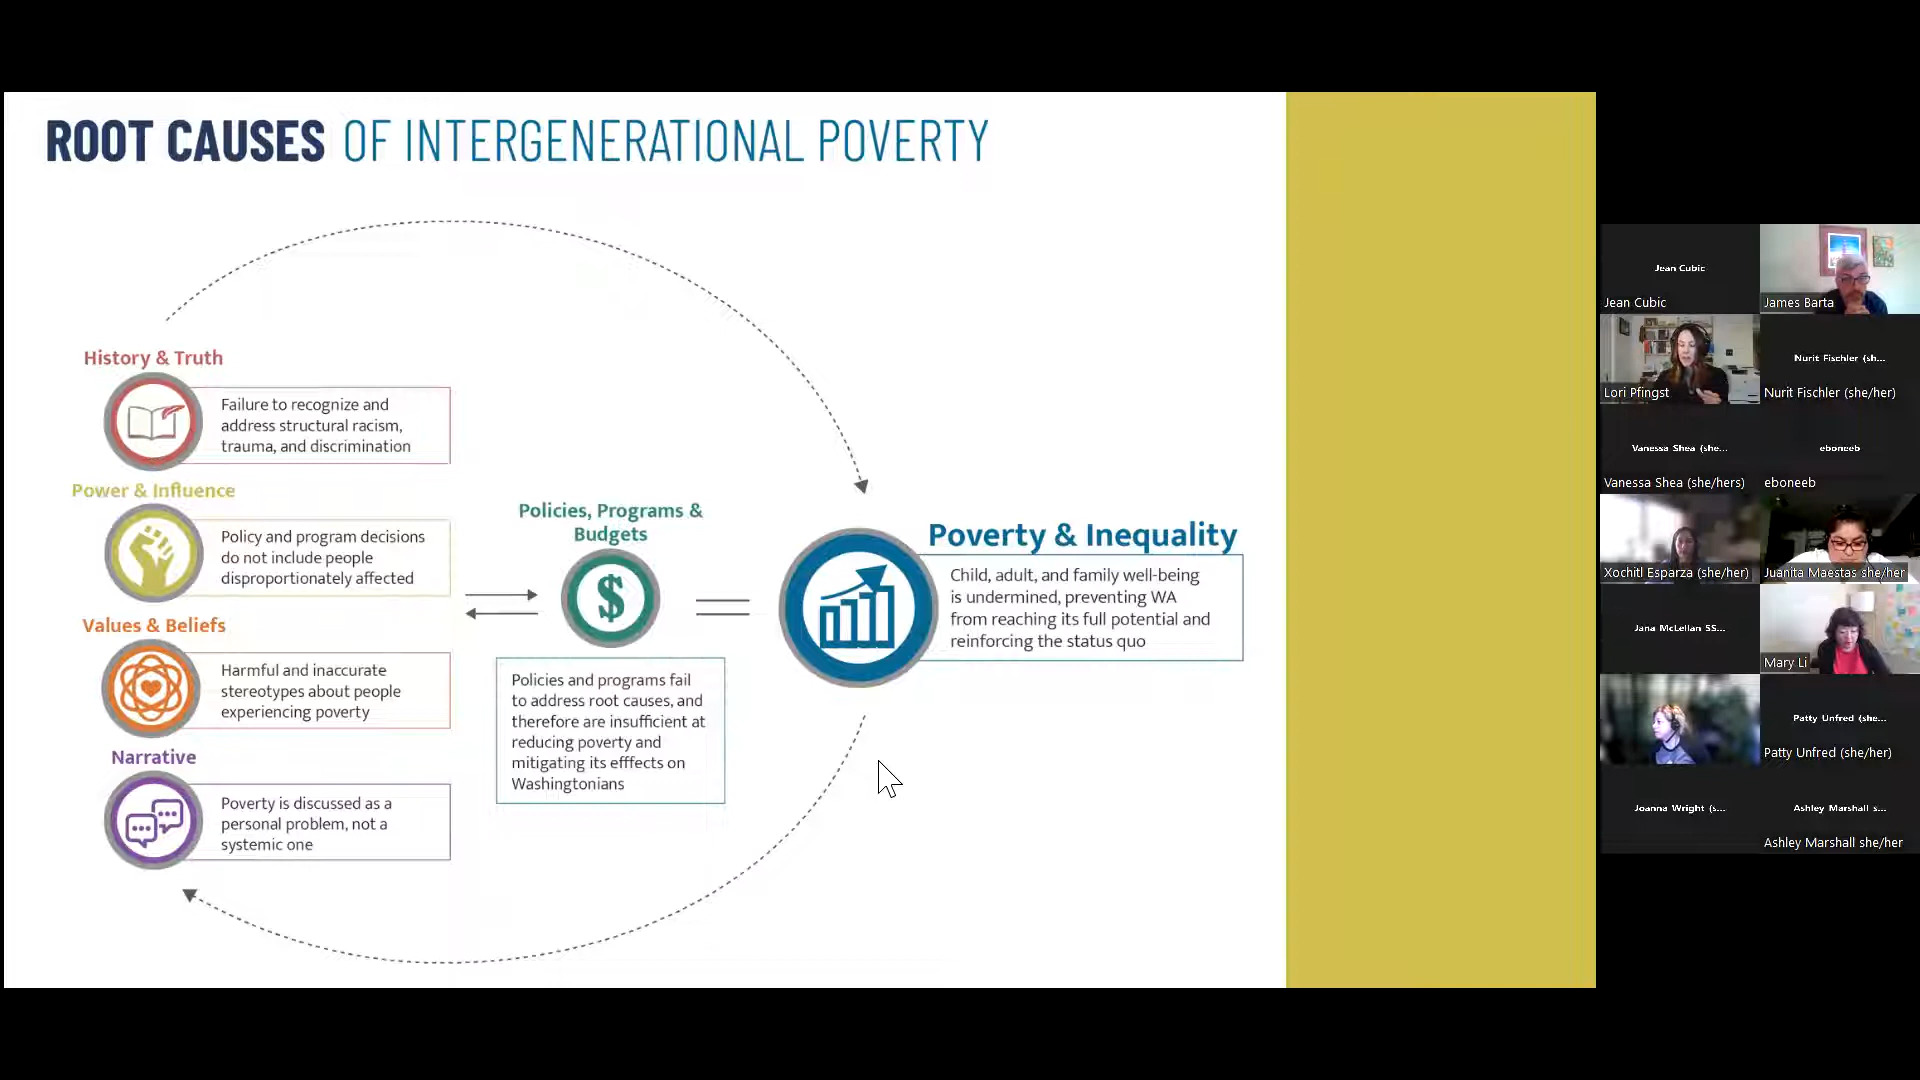 ROOT CAUSES OF INTERGENERATIONAL POVERTY
History & Truth
Failure to recognize and
address structural racism,
trauma, and discrimination
Power & Influence
Policy and program decisions
do not include people
disproportionately affected
Values & Beliefs
Harmful and inaccurate
stereotypes about people
experiencing poverty
Narrative
Poverty is discussed as a
personal problem, not a
systemic one
Policies, Programs &
Budgets
$
Policies and programs fail
to address root causes, and
therefore are insufficient at
reducing poverty and
mitigating its efffects on
Washingtonians
Poverty & Inequality
Child, adult, and family well-being
is undermined, preventing WA
from reaching its full potential and
reinforcing the status quo
Jean Cubic
Jean Cubic
James Barta
Lori Pfingst
Nurit Fischler (sh...
Nurit Fischler (she/her)
Vanessa Shea (she...
Vanessa Shea (she/hers)
eboneeb
eboneeb
Xochitl Esparza (she/her)
Juanita Maestas she/her
Jana McLellan SS...
Mary Li
Patty Unfred (she...
Patty Unfred (she/her)
Joanna Wright (s...
Ashley Marshall s...
Ashley Marshall she/her